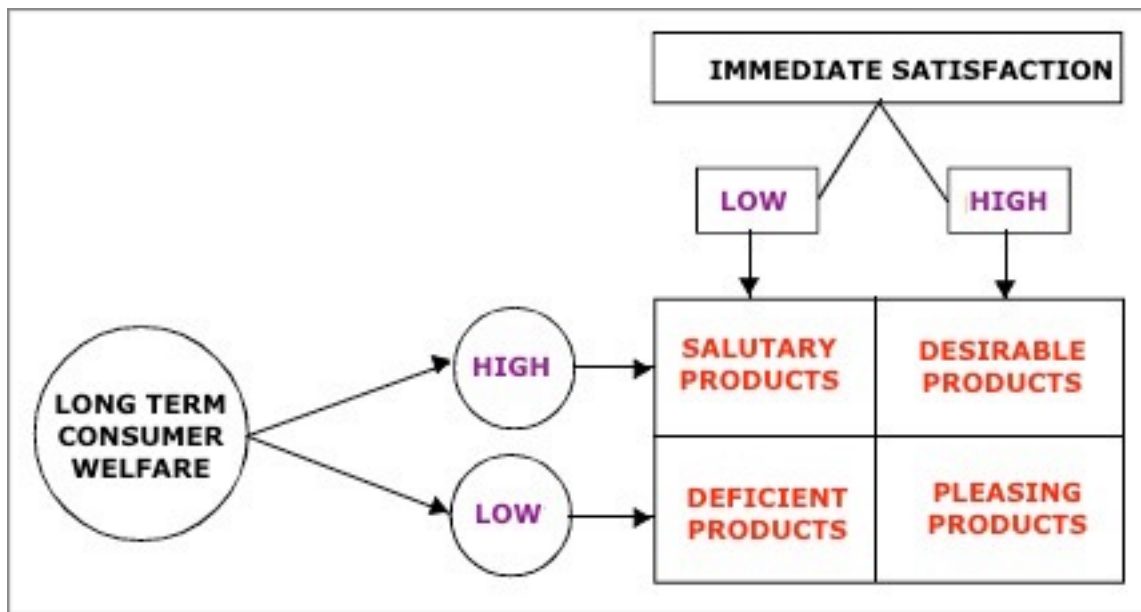 IMMEDIATE SATISFACTION
LOW
HIGH
LONG TERM
CONSUMER
WELFARE
HIGH
LOW
SALUTARY
PRODUCTS
DESIRABLE
PRODUCTS
DEFICIENT
PRODUCTS
PLEASING
PRODUCTS